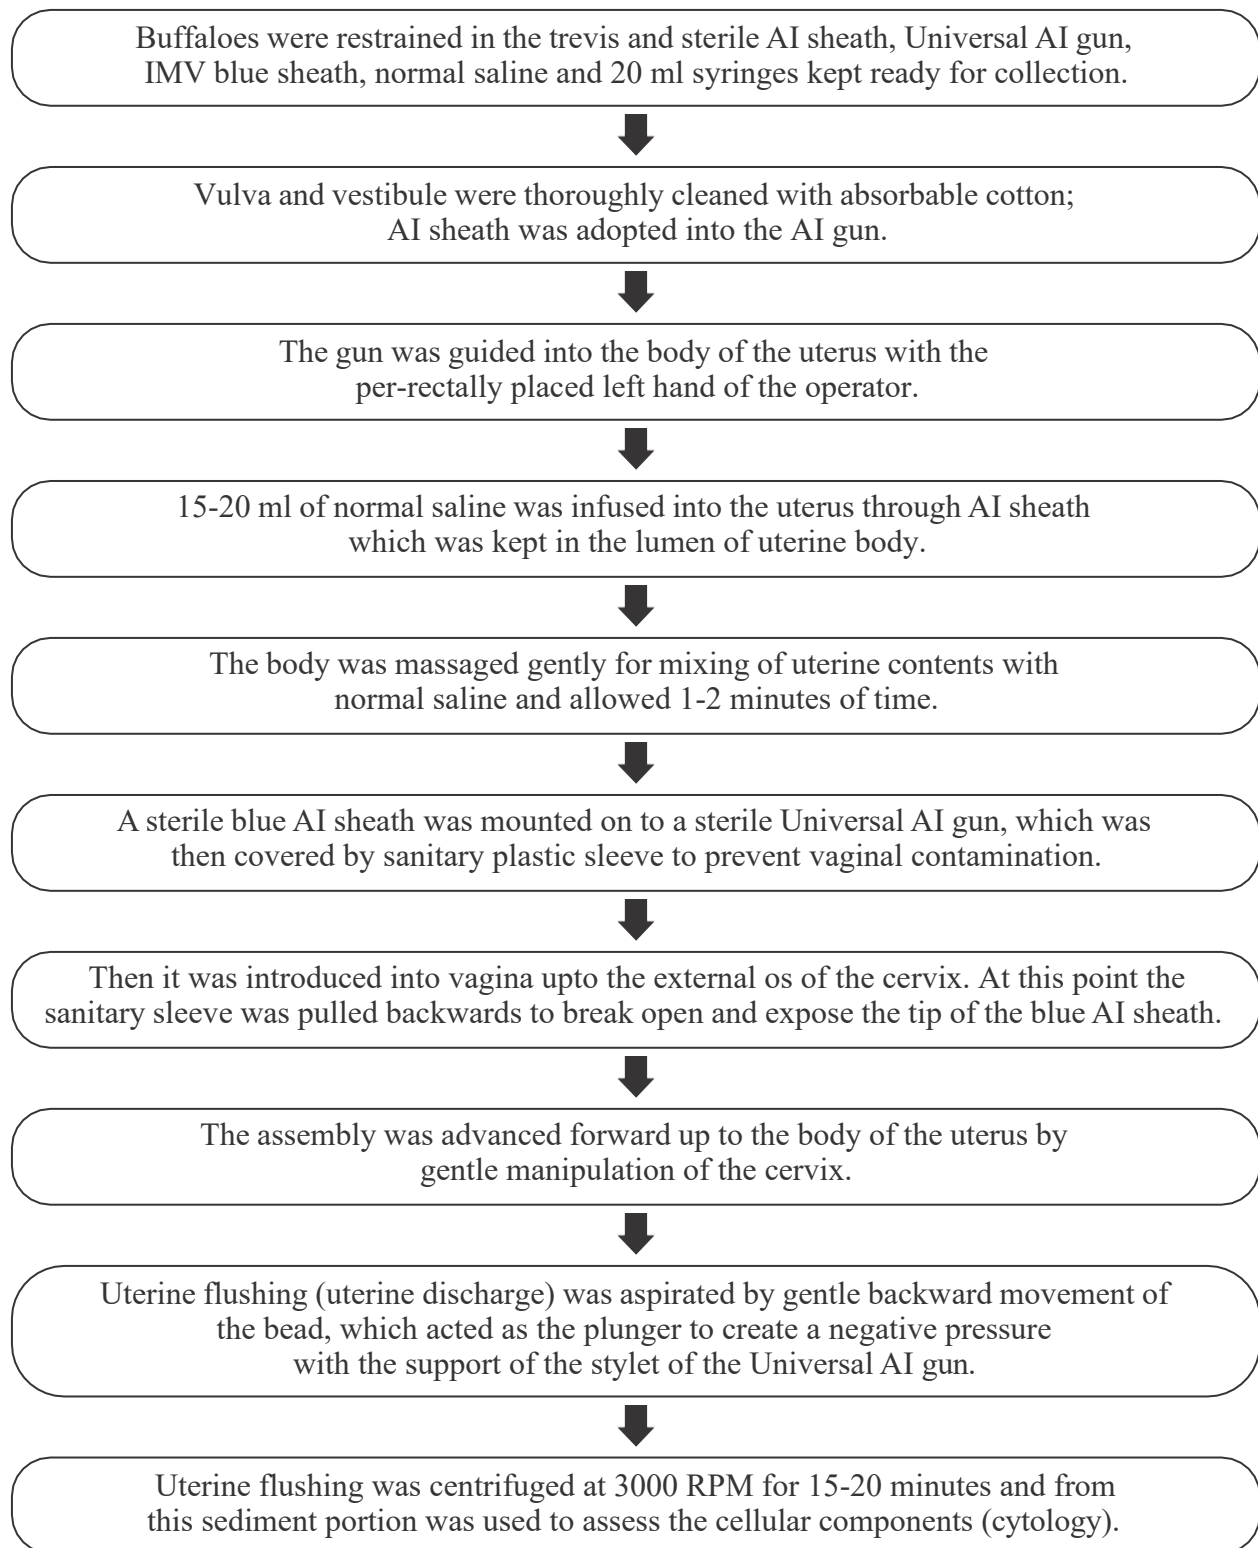 Buffaloes were restrained in the trevis and sterile AI sheath, Universal AI gun,
IMV blue sheath, normal saline and 20 ml syringes kept ready for collection.
Vulva and vestibule were thoroughly cleaned with absorbable cotton;
AI sheath was adopted into the AI gun.
The gun was guided into the body of the uterus with the
per-rectally placed left hand of the operator.
15-20 ml of normal saline was infused into the uterus through AI sheath
which was kept in the lumen of uterine body.
The body was massaged gently for mixing of uterine contents with
normal saline and allowed 1-2 minutes of time.
A sterile blue AI sheath was mounted on to a sterile Universal AI gun, which was
then covered by sanitary plastic sleeve to prevent vaginal contamination.
Then it was introduced into vagina upto the external os of the cervix. At this point the
sanitary sleeve was pulled backwards to break open and expose the tip of the blue AI sheath.
The assembly was advanced forward up to the body of the uterus by
gentle manipulation of the cervix.
Uterine flushing (uterine discharge) was aspirated by gentle backward movement of
the bead, which acted as the plunger to create a negative pressure
with the support of the stylet of the Universal AI gun.
Uterine flushing was centrifuged at 3000 RPM for 15-20 minutes and from
this sediment portion was used to assess the cellular components (cytology).